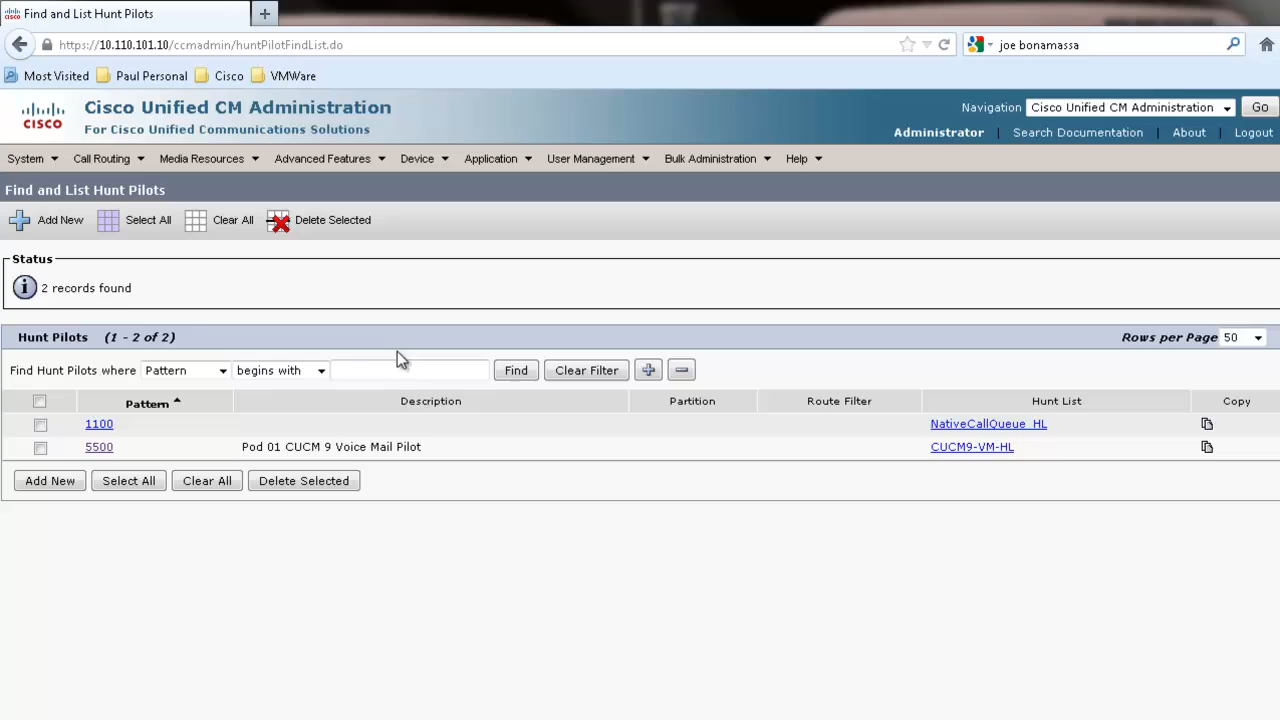 Find and List Hunt Pilots
https://10.110.101.10/ccmadmin/huntPilotFindList.do
joe bonamassa
Most Visited Paul Personal Cisco VMWare
CISCO
Cisco Unified CM Administration
For Cisco Unified Communications Solutions
Navigation Cisco Unified CM Administration Go
Administrator | Search Documentation | About | Logout
System Call Routing Media Resources Advanced Features Device Application User Management Bulk Administration Help
Find and List Hunt Pilots
Add New Select All Clear All Delete Selected
Status
2 records found
Hunt Pilots (1 - 2 of 2) Rows per Page 50
Find Hunt Pilots where Pattern begins with Find Clear Filter
Pattern Description Partition Route Filter Hunt List Copy
1100 NativeCallQueue_HL
5500 Pod 01 CUCM 9 Voice Mail Pilot CUCM9-VM-HL
Add New Select All Clear All Delete Selected